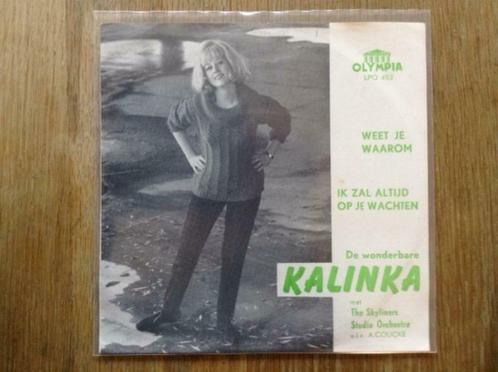 OLYMPIA
LPO 453
WEET JE
WAAROM
IK ZAL ALTIJD
OP JE WACHTEN
De wonderbare
KALINKA
met
The Skyliners
Studio Orchestra
o.l.v. A.COUCKE